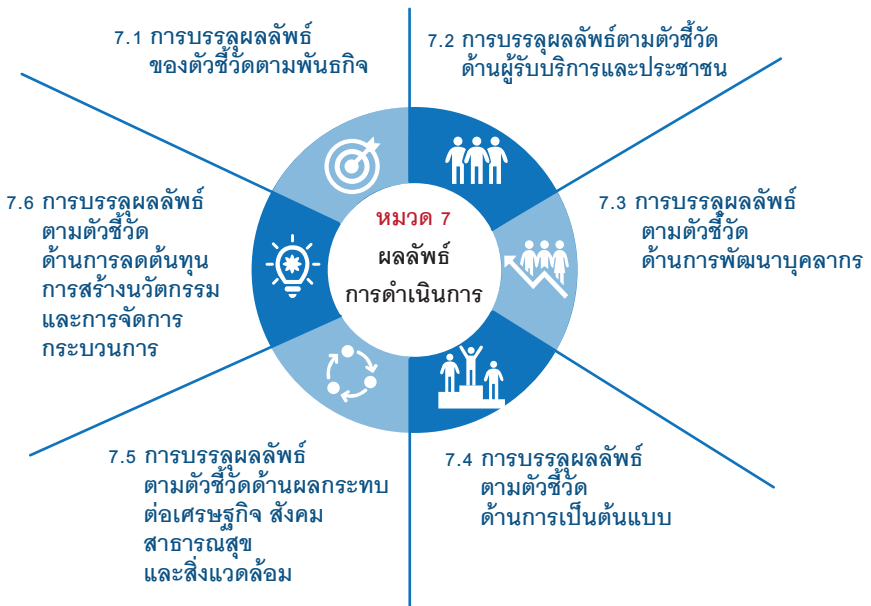 7.1 การบรรลุผลลัพธ์
ของตัวชี้วัดตามพันธกิจ
7.2 การบรรลุผลลัพธ์ตามตัวชี้วัด
ด้านผู้รับบริการและประชาชน
7.3 การบรรลุผลลัพธ์
ตามตัวชี้วัด
ด้านการพัฒนาบุคลากร
7.4 การบรรลุผลลัพธ์
ตามตัวชี้วัด
ด้านการเป็นต้นแบบ
7.5 การบรรลุผลลัพธ์
ตามตัวชี้วัดด้านผลกระทบ
ต่อเศรษฐกิจ สังคม
สาธารณสุข
และสิ่งแวดล้อม
7.6 การบรรลุผลลัพธ์
ตามตัวชี้วัด
ด้านการลดต้นทุน
การสร้างนวัตกรรม
และการจัดการ
กระบวนการ
หมวด 7
ผลลัพธ์
การดำเนินการ